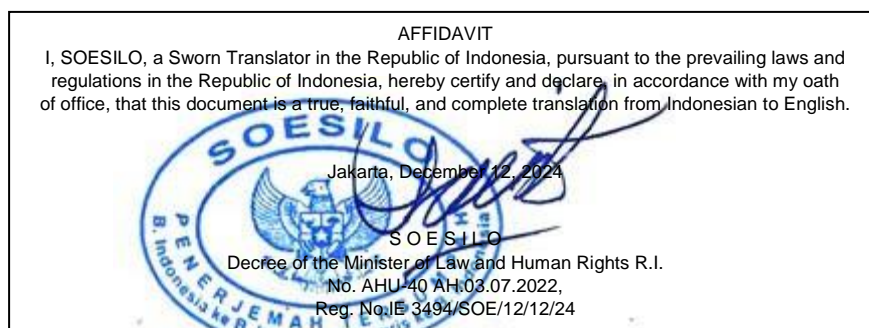 AFFIDAVIT
I, SOESILO, a Sworn Translator in the Republic of Indonesia, pursuant to the prevailing laws and
regulations in the Republic of Indonesia, hereby certify and declare, in accordance with my oath
of office, that this document is a true, faithful, and complete translation from Indonesian to English.
SOESILO
Jakarta, December 12, 2024
S O E S I L O
Decree of the Minister of Law and Human Rights R.I.
No. AHU-40 AH.03.07.2022,
Reg. No.IE 3494/SOE/12/12/24
PENERJEMAH
B. Indonesia ke